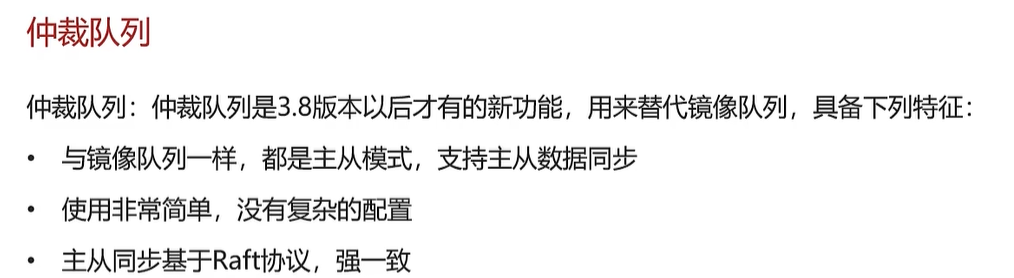 仲裁队列
仲裁队列：仲裁队列是3.8版本以后才有的新功能，用来替代镜像队列，具备下列特征：
• 与镜像队列一样，都是主从模式，支持主从数据同步
• 使用非常简单，没有复杂的配置
• 主从同步基于Raft协议，强一致